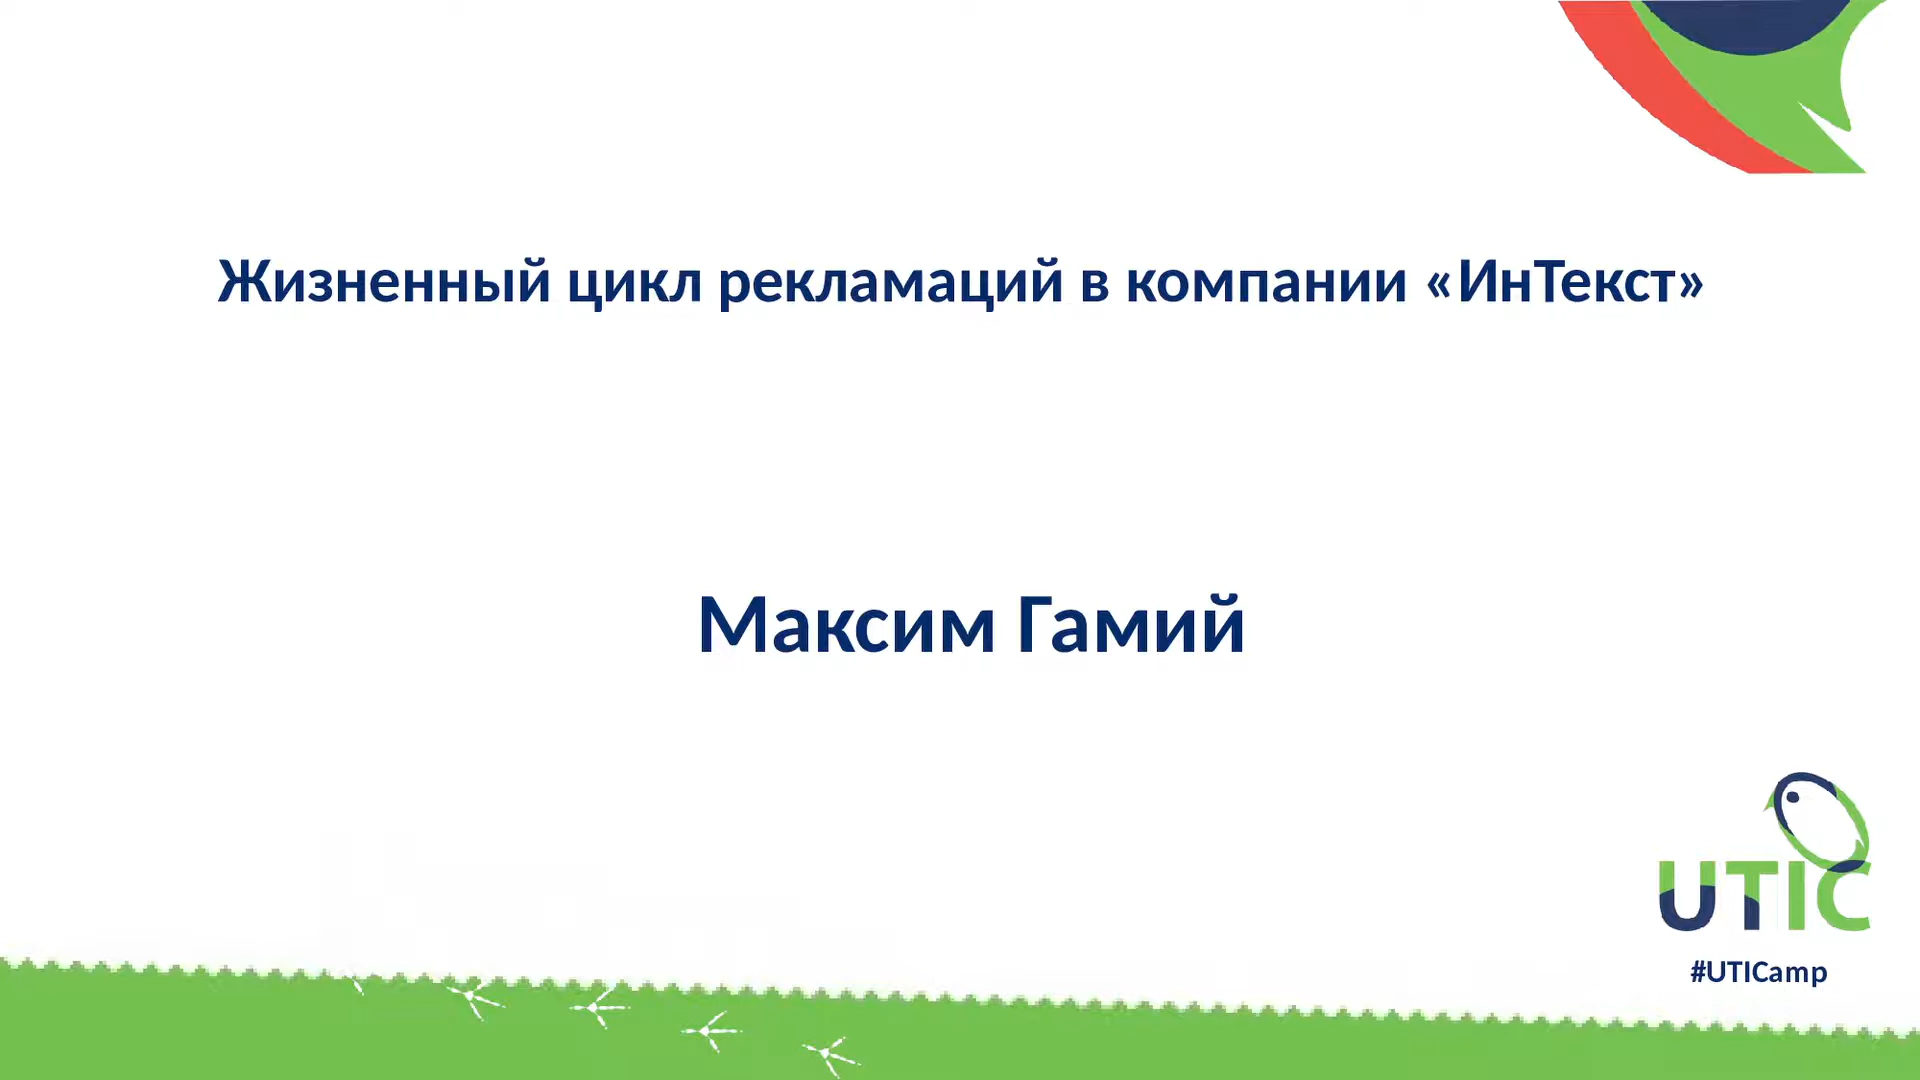 Жизненный цикл рекламаций в компании «ИнТекст»
Максим Гамий
UTIC
#UTICamp